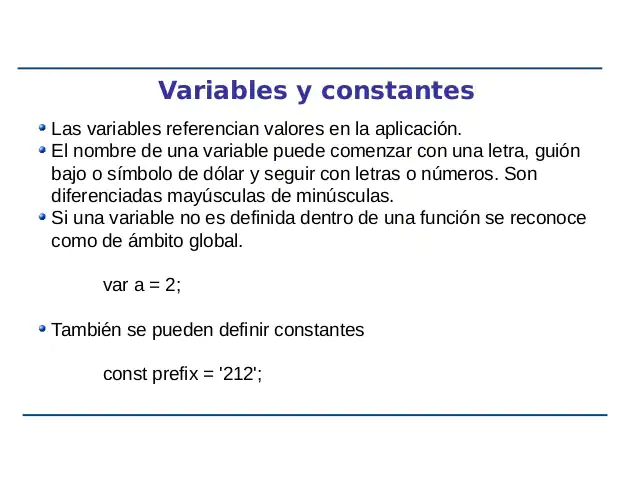 Variables y constantes
Las variables referencian valores en la aplicación.
El nombre de una variable puede comenzar con una letra, guión
bajo o símbolo de dólar y seguir con letras o números. Son
diferenciadas mayúsculas de minúsculas.
Si una variable no es definida dentro de una función se reconoce
como de ámbito global.
var a = 2;
También se pueden definir constantes
const prefix = '212';